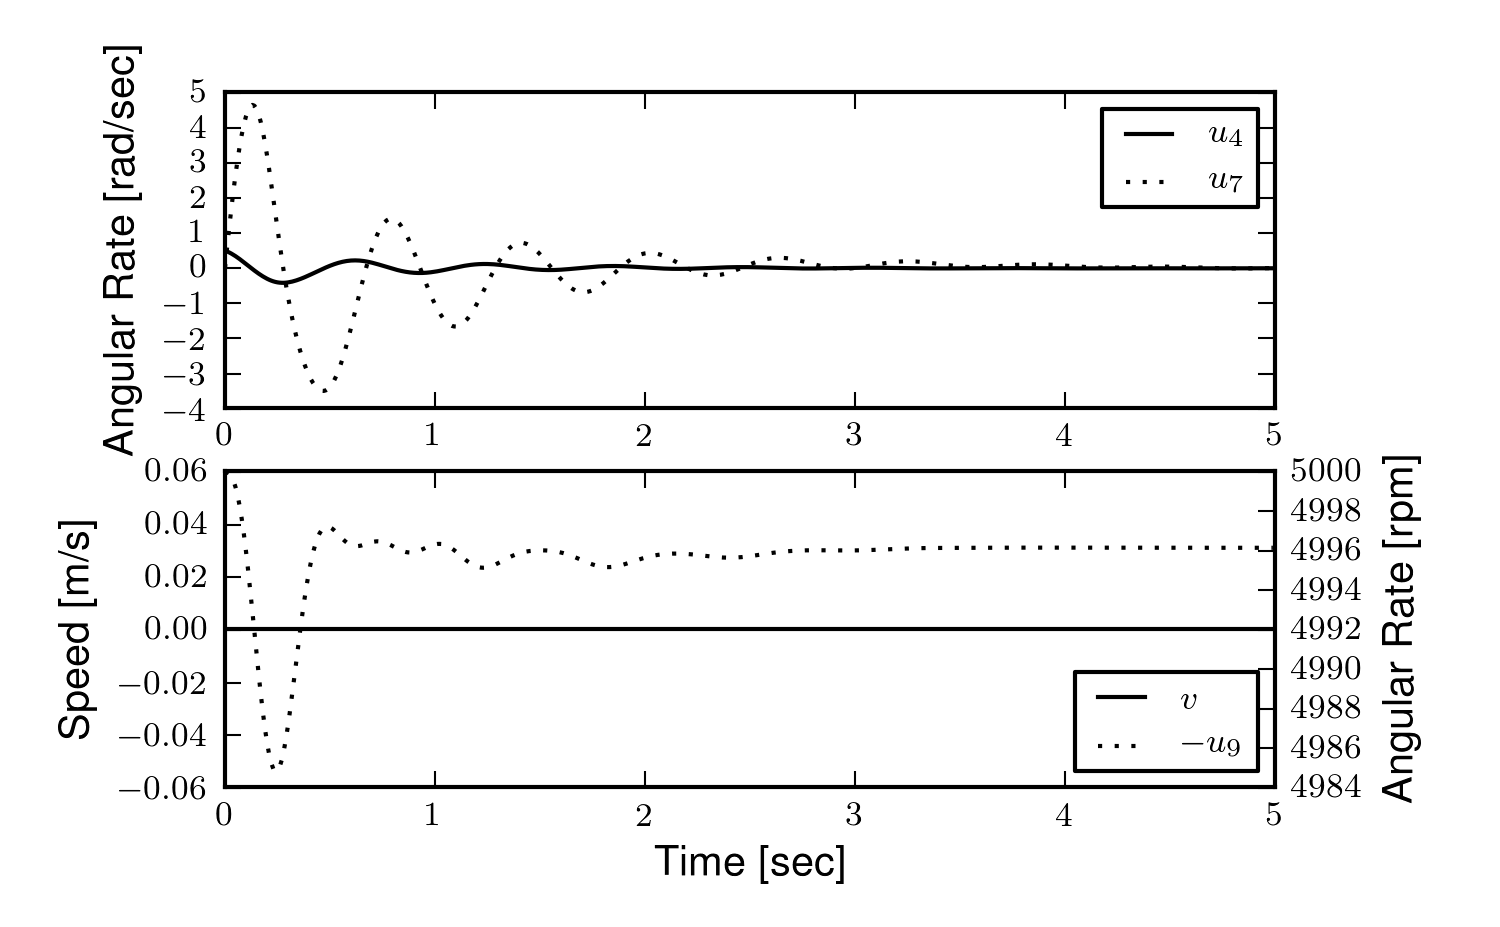 Angular Rate [rad/sec]
5
4
3
2
1
0
−1
−2
−3
−4
u₄
u₇
0 1 2 3 4 5
Speed [m/s]
0.06
0.04
0.02
0.00
−0.02
−0.04
−0.06
5000
4998
4996
4994
4992
4990
4988
4986
4984
Angular Rate [rpm]
v
−u₉
0 1 2 3 4 5
Time [sec]